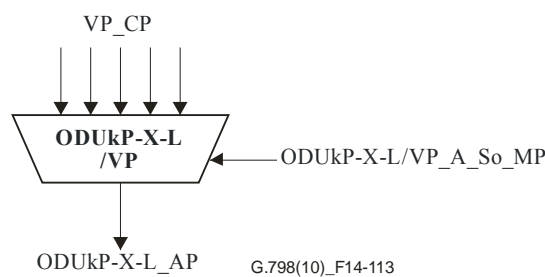 VP_CP
ODUkP-X-L
/VP
ODUkP-X-L/VP_A_So_MP
ODUkP-X-L_AP
G.798(10)_F14-113